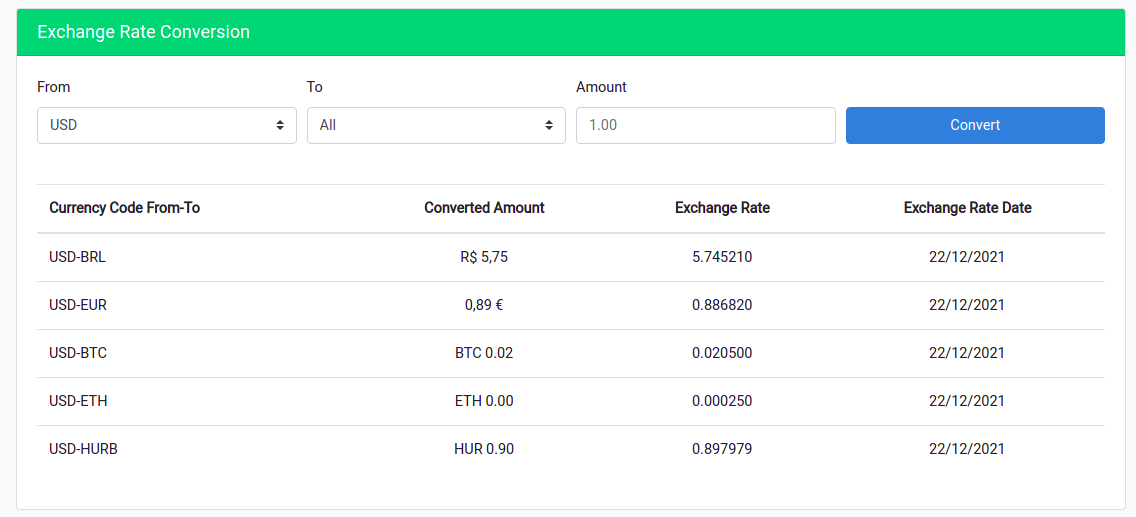 Exchange Rate Conversion
From To Amount
USD All 1.00 Convert
Currency Code From-To Converted Amount Exchange Rate Exchange Rate Date
USD-BRL R$ 5,75 5.745210 22/12/2021
USD-EUR 0,89 € 0.886820 22/12/2021
USD-BTC BTC 0.02 0.020500 22/12/2021
USD-ETH ETH 0.00 0.000250 22/12/2021
USD-HURB HUR 0.90 0.897979 22/12/2021